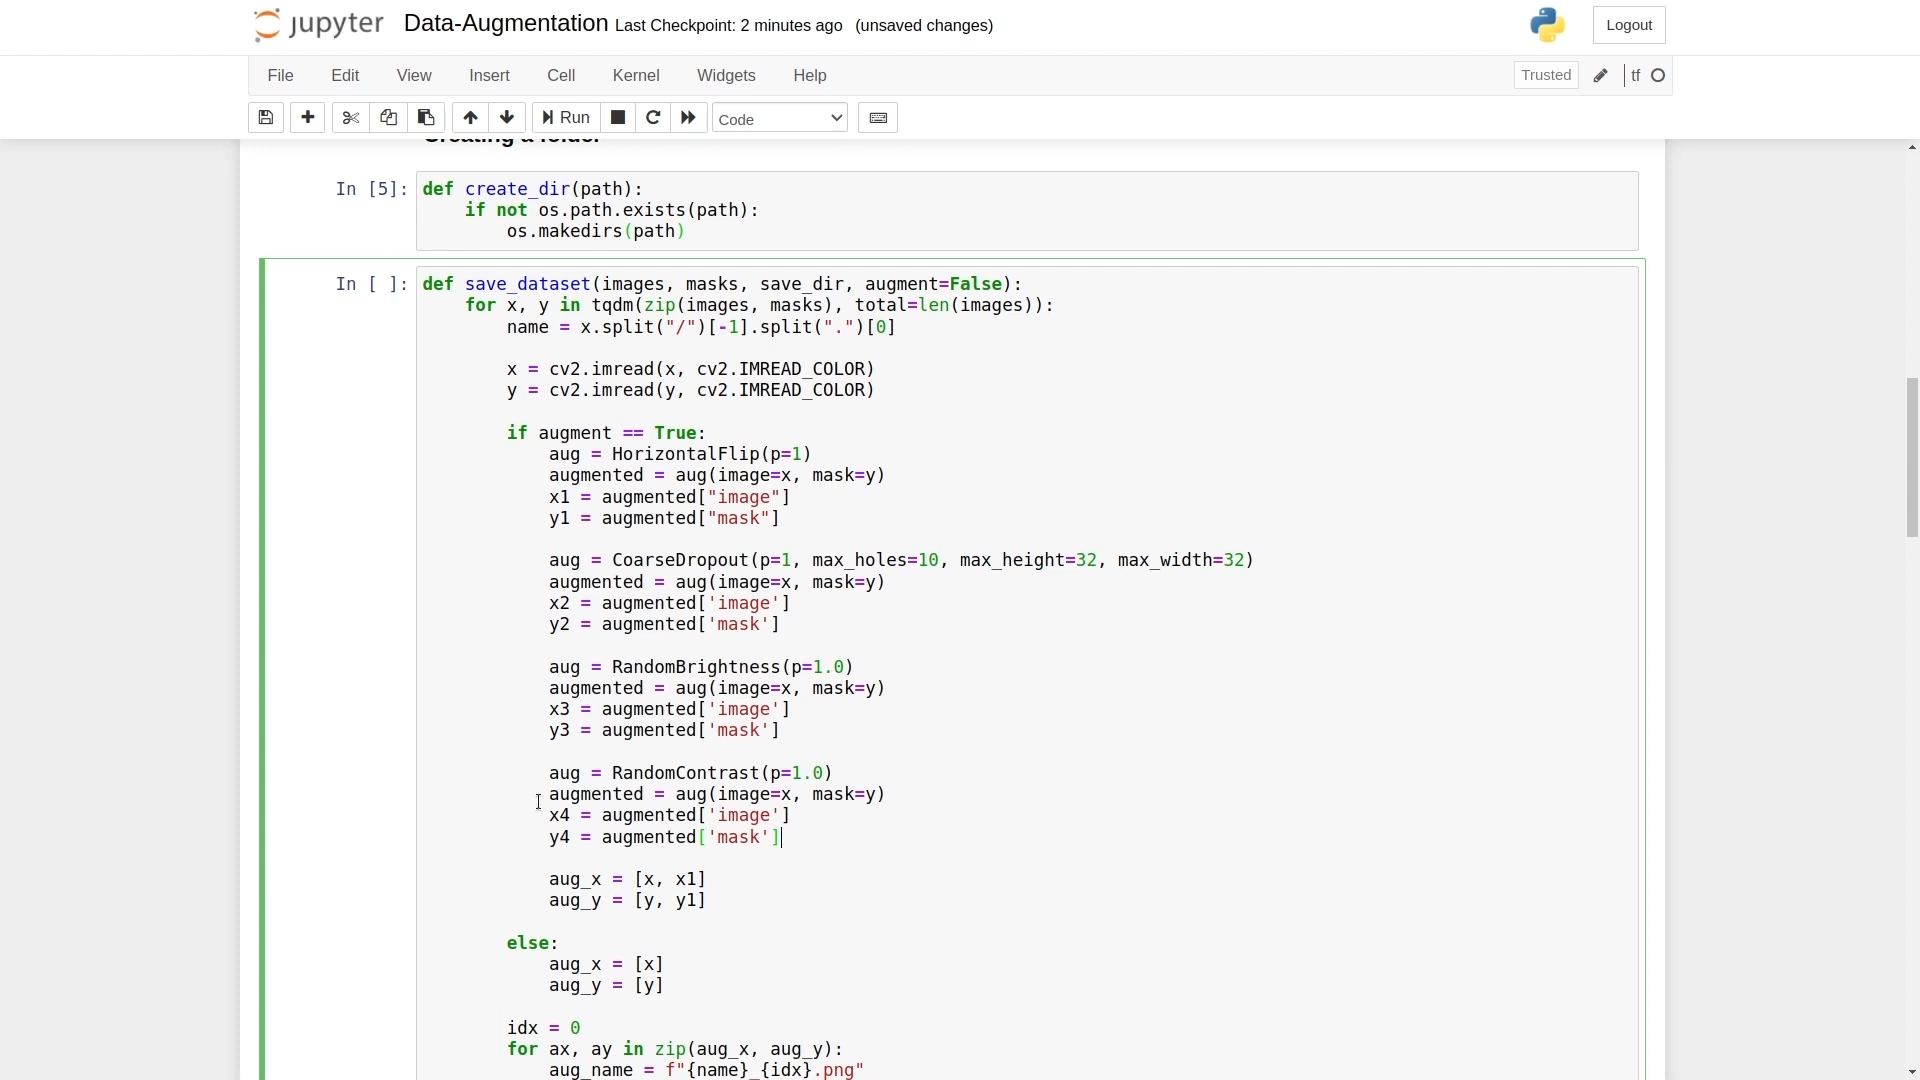 jupyter Data-Augmentation Last Checkpoint: 2 minutes ago (unsaved changes) Logout
File Edit View Insert Cell Kernel Widgets Help Trusted tf
Run Code
Creating a folder
In [5]: def create_dir(path):
    if not os.path.exists(path):
        os.makedirs(path)
In [ ]: def save_dataset(images, masks, save_dir, augment=False):
    for x, y in tqdm(zip(images, masks), total=len(images)):
        name = x.split("/")[-1].split(".")[0]
        x = cv2.imread(x, cv2.IMREAD_COLOR)
        y = cv2.imread(y, cv2.IMREAD_COLOR)
        if augment == True:
            aug = HorizontalFlip(p=1)
            augmented = aug(image=x, mask=y)
            x1 = augmented["image"]
            y1 = augmented["mask"]
            aug = CoarseDropout(p=1, max_holes=10, max_height=32, max_width=32)
            augmented = aug(image=x, mask=y)
            x2 = augmented['image']
            y2 = augmented['mask']
            aug = RandomBrightness(p=1.0)
            augmented = aug(image=x, mask=y)
            x3 = augmented['image']
            y3 = augmented['mask']
            aug = RandomContrast(p=1.0)
            augmented = aug(image=x, mask=y)
            x4 = augmented['image']
            y4 = augmented['mask']
            aug_x = [x, x1]
            aug_y = [y, y1]
        else:
            aug_x = [x]
            aug_y = [y]
        idx = 0
        for ax, ay in zip(aug_x, aug_y):
            aug_name = f"{name}_{idx}.png"